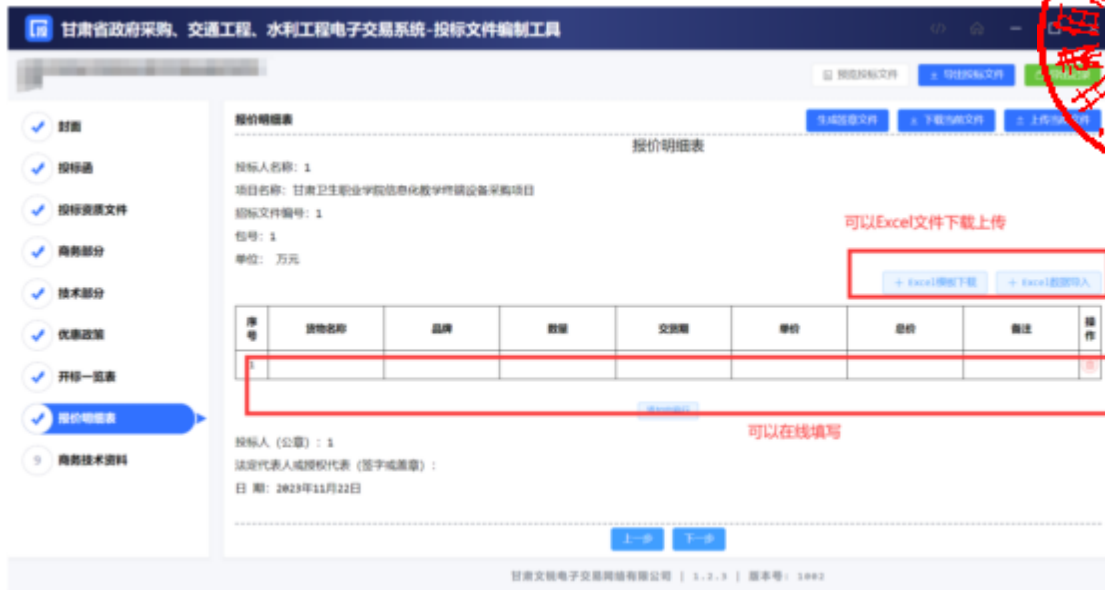 甘肃省政府采购、交通工程、水利工程电子交易系统-投标文件编制工具
预览投标文件
导出投标文件
封面
投标函
投标资质文件
商务部分
技术部分
优惠政策
开标一览表
报价明细表
9 商务技术资料
报价明细表
生成签章文件
下载当前文件
上传当前文件
报价明细表
投标人名称: 1
项目名称: 甘肃卫生职业学院信息化教学终端设备采购项目
招标文件编号: 1
包号: 1
单位: 万元
可以Excel文件下载上传
+ Excel模板下载
+ Excel数据导入
序号 货物名称 品牌 数量 交货期 单价 总价 备注 操作
1
可以在线填写
投标人 (公章) : 1
法定代表人或授权代表 (签字或盖章) :
日 期: 2023年11月22日
上一步
下一步
甘肃文锐电子交易网络有限公司 | 1.2.3 | 版本号: 1002